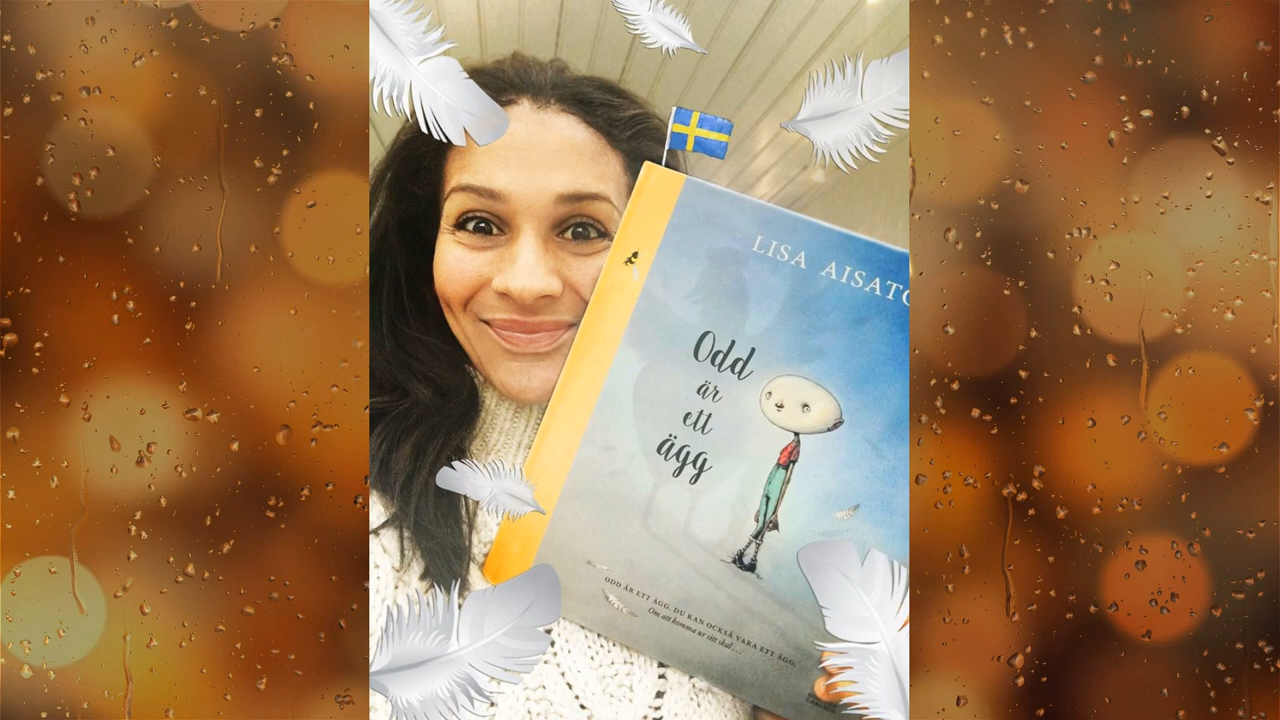 LISA AISATO
Odd
är
ett
ägg
ODD ÄR ETT ÄGG. DU KAN OCKSÅ VARA ETT ÄGG.
Om att komma ur sitt skal...